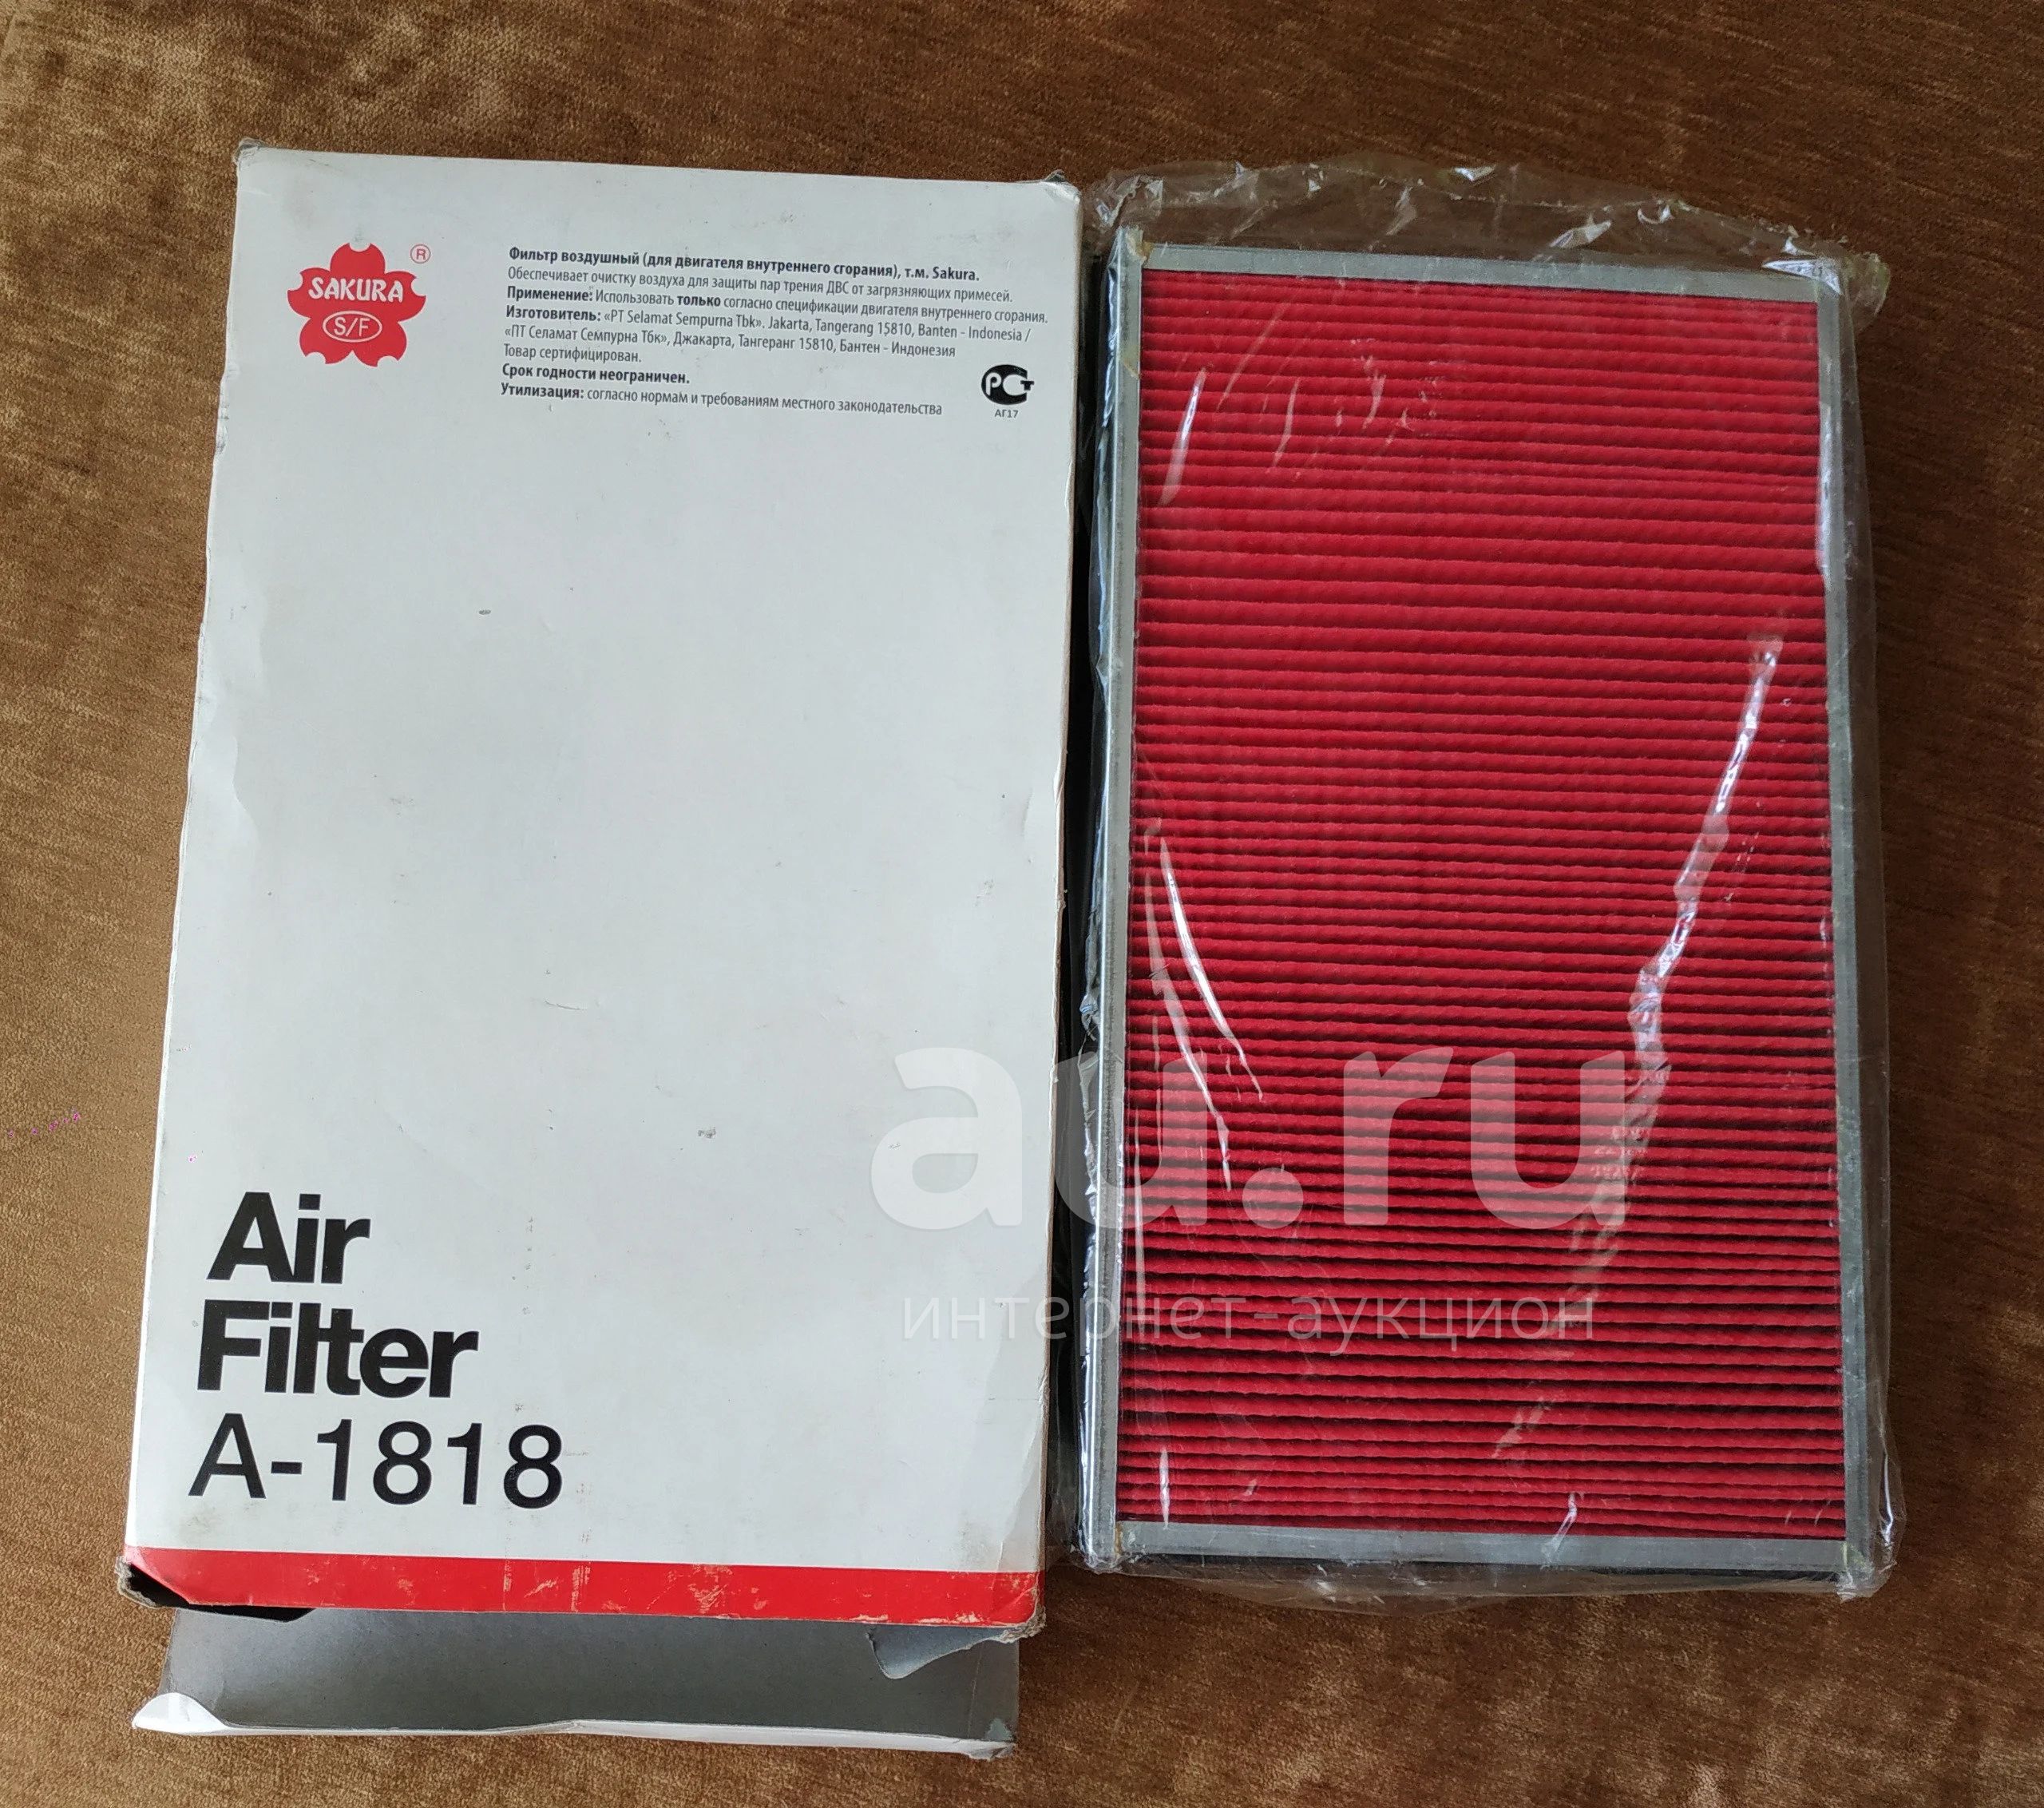 SAKURA
®
S/F
Фильтр воздушный (для двигателя внутреннего сгорания), т.м. Sakura.
Обеспечивает очистку воздуха для защиты пар трения ДВС от загрязняющих примесей.
Применение: Использовать только согласно спецификации двигателя внутреннего сгорания.
Изготовитель: «PT Selamat Sempurna Tbk». Jakarta, Tangerang 15810, Banten - Indonesia /
«ПТ Селамат Семпурна Тбк», Джакарта, Тангеранг 15810, Бантен - Индонезия
Товар сертифицирован.
Срок годности неограничен.
Утилизация: согласно нормам и требованиям местного законодательства
РСТ
АГ17
au.ru
интернет-аукцион
Air
Filter
A-1818